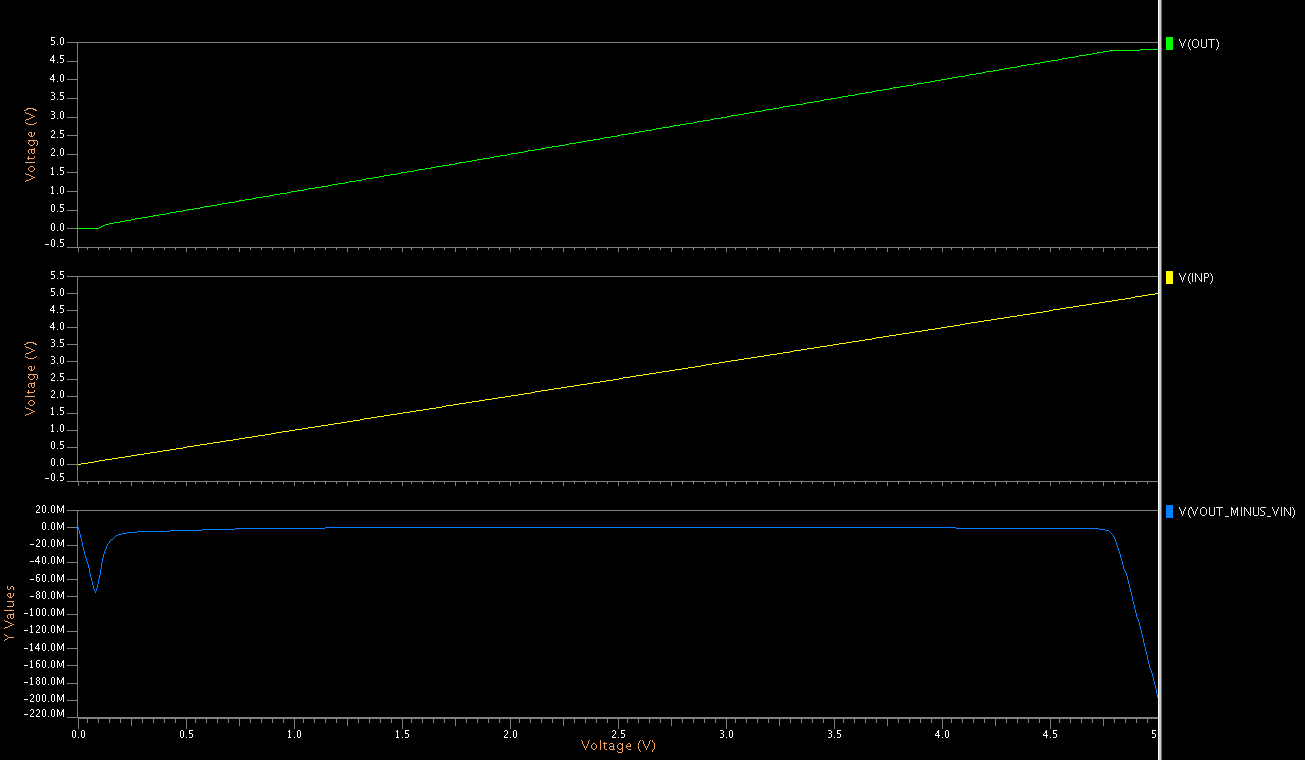 5.0
4.5
4.0
3.5
3.0
2.5
2.0
1.5
1.0
0.5
0.0
-0.5
Voltage (V)
V(OUT)
5.5
5.0
4.5
4.0
3.5
3.0
2.5
2.0
1.5
1.0
0.5
0.0
-0.5
Voltage (V)
V(INP)
20.0M
0.0M
-20.0M
-40.0M
-60.0M
-80.0M
-100.0M
-120.0M
-140.0M
-160.0M
-180.0M
-200.0M
-220.0M
Y Values
V(VOUT_MINUS_VIN)
0.0 0.5 1.0 1.5 2.0 2.5 3.0 3.5 4.0 4.5 5
Voltage (V)